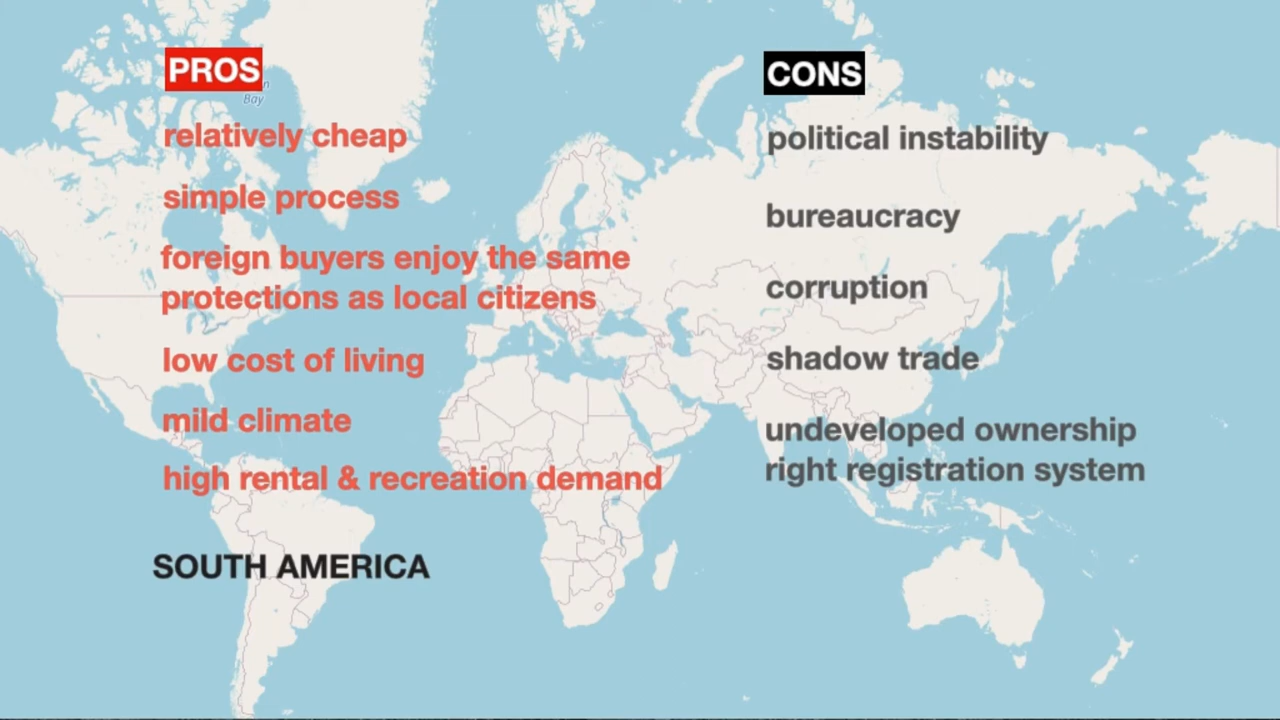 PROS
relatively cheap
simple process
foreign buyers enjoy the same
protections as local citizens
low cost of living
mild climate
high rental & recreation demand
SOUTH AMERICA
CONS
political instability
bureaucracy
corruption
shadow trade
undeveloped ownership
right registration system
Bay